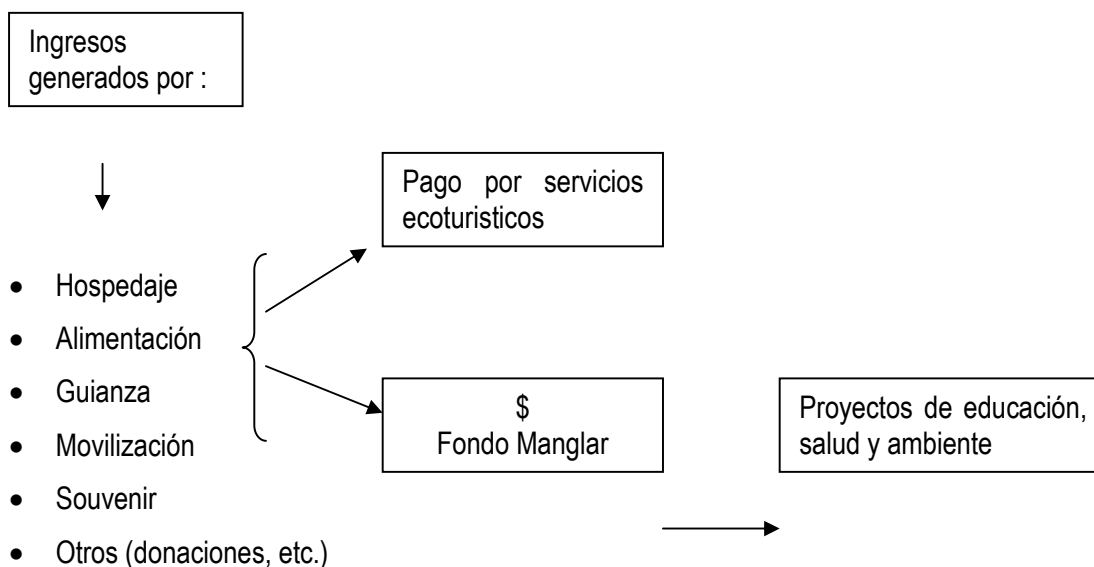 Ingresos
generados por :
Pago por servicios
ecoturisticos
• Hospedaje
• Alimentación
• Guianza
• Movilización
• Souvenir
• Otros (donaciones, etc.)
$
Fondo Manglar
Proyectos de educación,
salud y ambiente